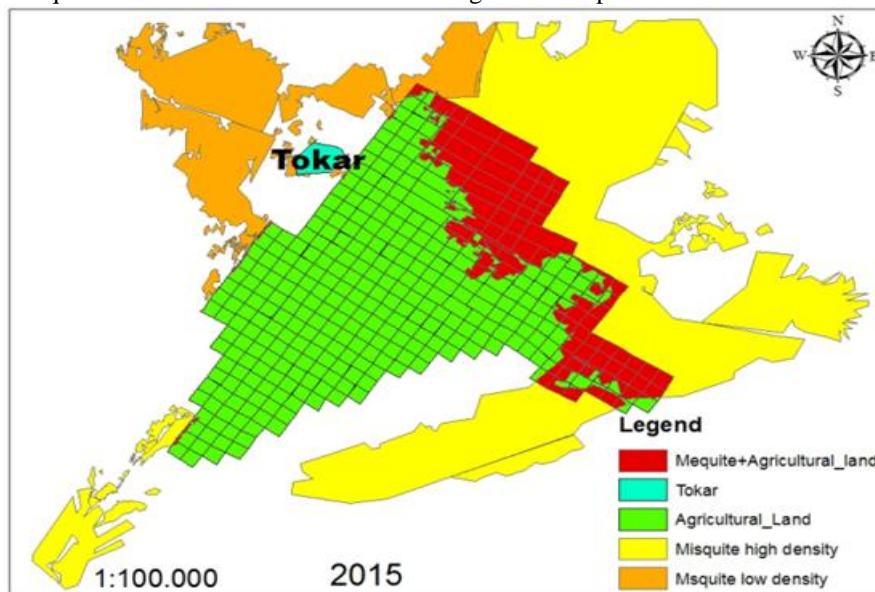 N
W E
S
Tokar
Legend
Mequite+Agricultural_land
Tokar
Agricultural_Land
Misquite high density
Msquite low density
1:100.000 2015